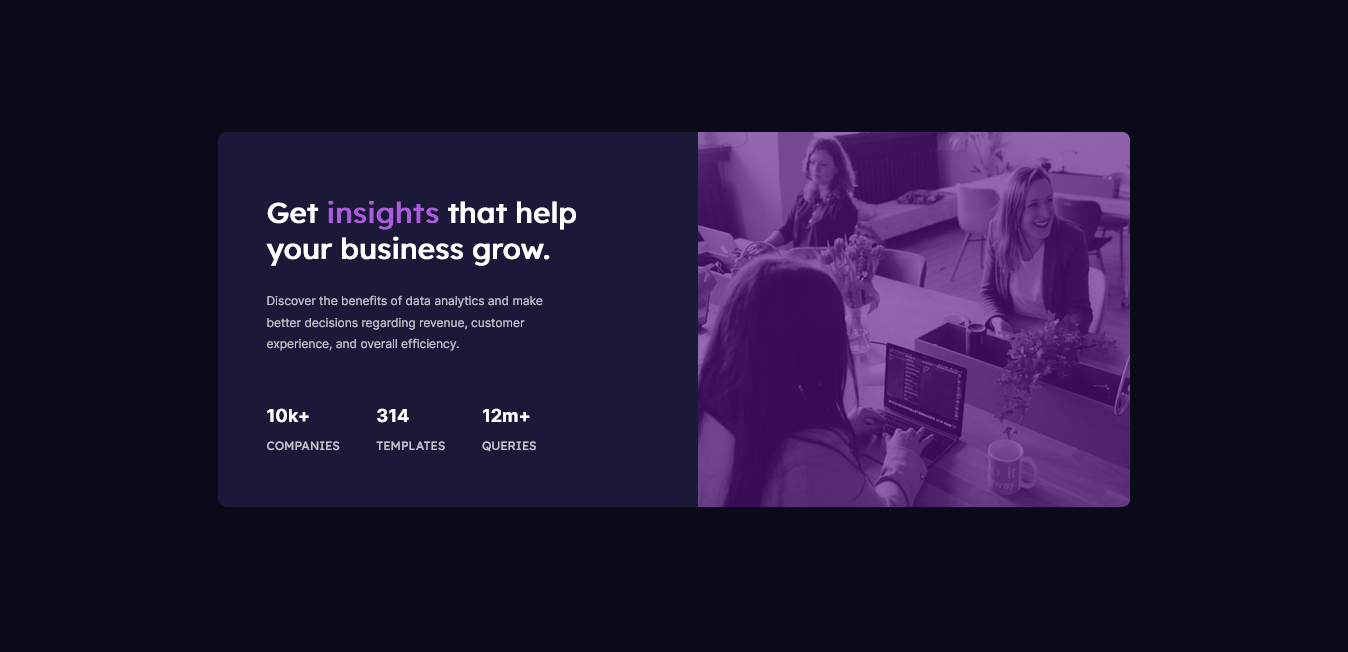 Get insights that help
your business grow.
Discover the benefits of data analytics and make
better decisions regarding revenue, customer
experience, and overall efficiency.
10k+ 314 12m+
COMPANIES TEMPLATES QUERIES